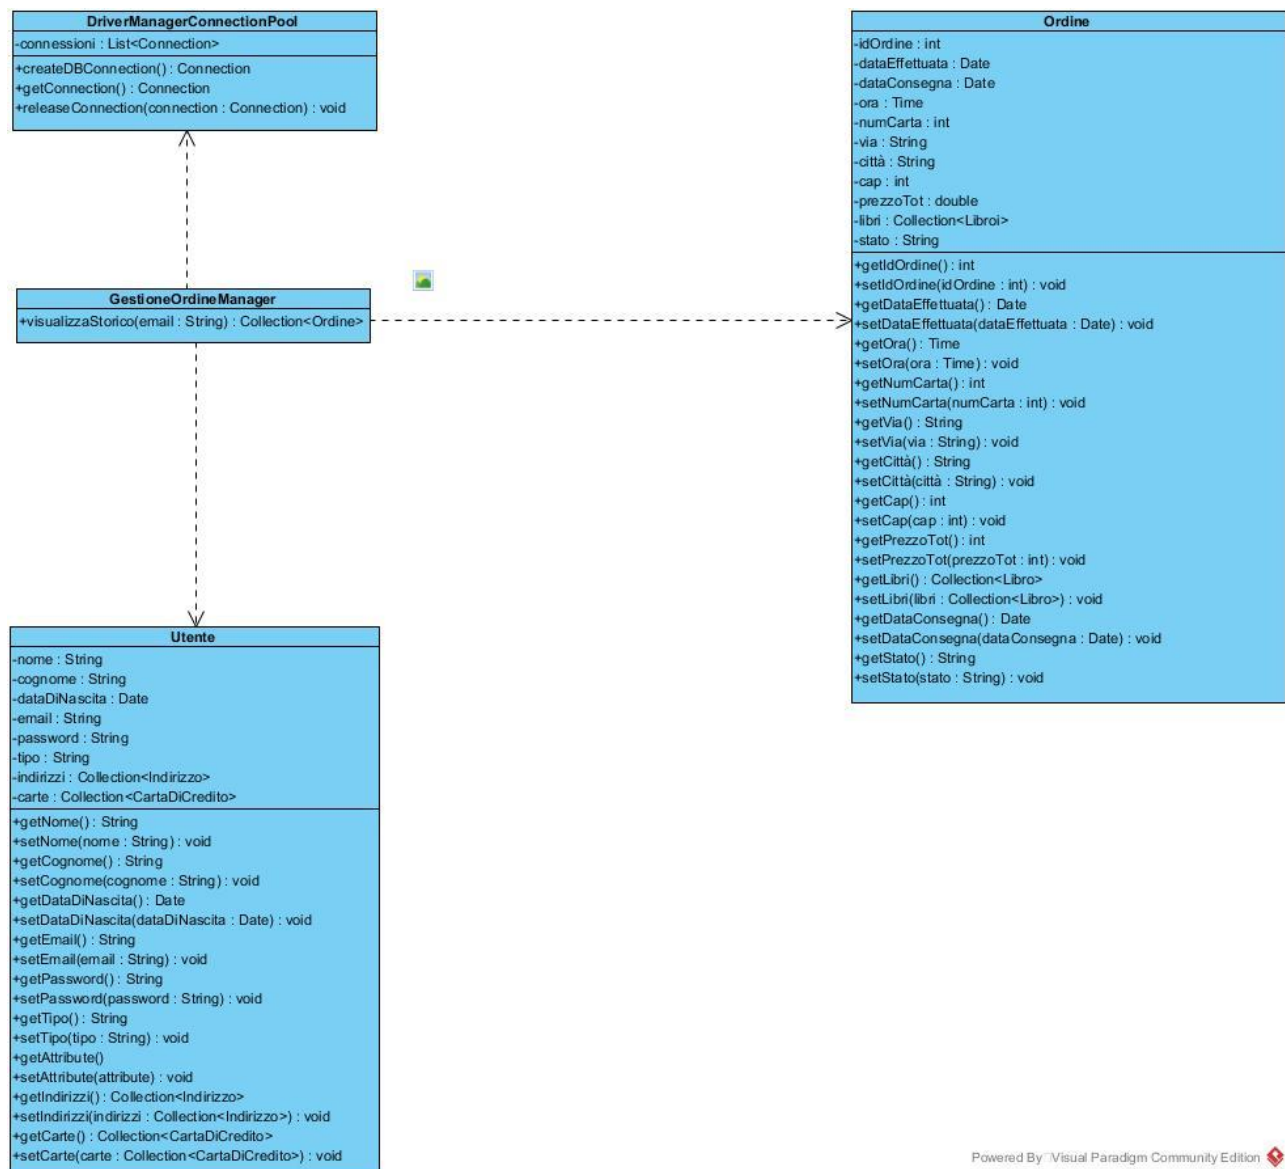 DriverManagerConnectionPool
-connessioni : List<Connection>
+createDBConnection() : Connection
+getConnection() : Connection
+releaseConnection(connection : Connection) : void
GestioneOrdineManager
+visualizzaStorico(email : String) : Collection<Ordine>
Ordine
-idOrdine : int
-dataEffettuata : Date
-dataConsegna : Date
-ora : Time
-numCarta : int
-via : String
-città : String
-cap : int
-prezzoTot : double
-libri : Collection<Libroi>
-stato : String
+getIdOrdine() : int
+setIdOrdine(idOrdine : int) : void
+getDataEffettuata() : Date
+setDataEffettuata(dataEffettuata : Date) : void
+getOra() : Time
+setOra(ora : Time) : void
+getNumCarta() : int
+setNumCarta(numCarta : int) : void
+getVia() : String
+setVia(via : String) : void
+getCittà() : String
+setCittà(città : String) : void
+getCap() : int
+setCap(cap : int) : void
+getPrezzoTot() : int
+setPrezzoTot(prezzoTot : int) : void
+getLibri() : Collection<Libro>
+setLibri(libri : Collection<Libro>) : void
+getDataConsegna() : Date
+setDataConsegna(dataConsegna : Date) : void
+getStato() : String
+setStato(stato : String) : void
Utente
-nome : String
-cognome : String
-dataDiNascita : Date
-email : String
-password : String
-tipo : String
-indirizzi : Collection<Indirizzo>
-carte : Collection<CartaDiCredito>
+getNome() : String
+setNome(nome : String) : void
+getCognome() : String
+setCognome(cognome : String) : void
+getDataDiNascita() : Date
+setDataDiNascita(dataDiNascita : Date) : void
+getEmail() : String
+setEmail(email : String) : void
+getPassword() : String
+setPassword(password : String) : void
+getTipo() : String
+setTipo(tipo : String) : void
+getAttribute()
+setAttribute(attribute) : void
+getIndirizzi() : Collection<Indirizzo>
+setIndirizzi(indirizzi : Collection<Indirizzo>) : void
+getCarte() : Collection<CartaDiCredito>
+setCarte(carte : Collection<CartaDiCredito>) : void
Powered By Visual Paradigm Community Edition